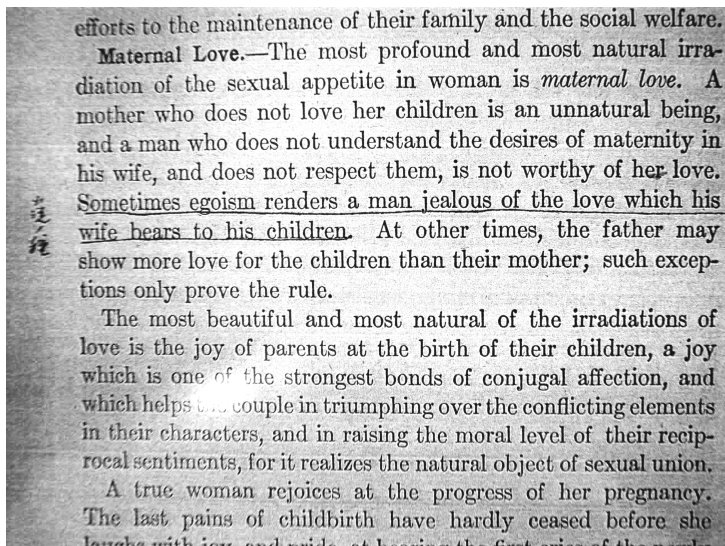 efforts to the maintenance of their family and the social welfare.
Maternal Love.—The most profound and most natural irra-
diation of the sexual appetite in woman is maternal love. A
mother who does not love her children is an unnatural being,
and a man who does not understand the desires of maternity in
his wife, and does not respect them, is not worthy of her love.
Sometimes egoism renders a man jealous of the love which his
wife bears to his children. At other times, the father may
show more love for the children than their mother; such excep-
tions only prove the rule.
The most beautiful and most natural of the irradiations of
love is the joy of parents at the birth of their children, a joy
which is one of the strongest bonds of conjugal affection, and
which helps couple in triumphing over the conflicting elements
in their characters, and in raising the moral level of their recip-
rocal sentiments, for it realizes the natural object of sexual union.
A true woman rejoices at the progress of her pregnancy.
The last pains of childbirth have hardly ceased before she